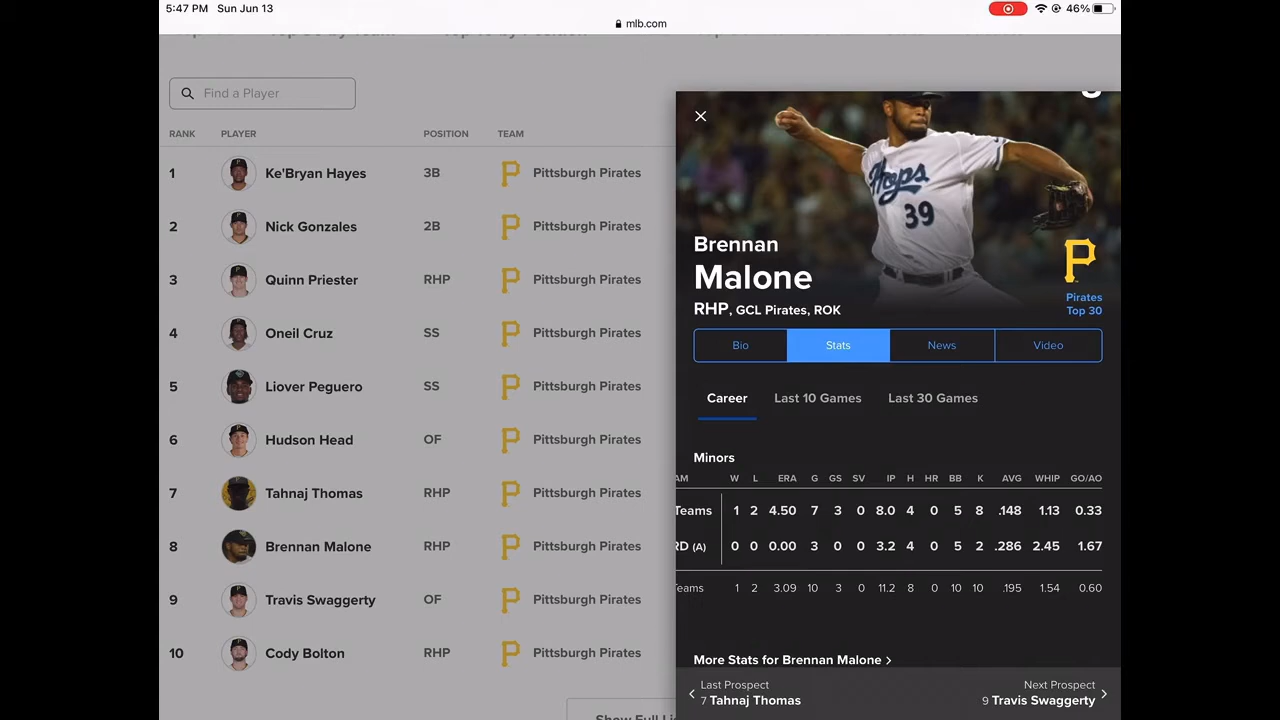 5:47 PM Sun Jun 13
46%
mlb.com
Find a Player
RANK PLAYER POSITION TEAM
1 Ke'Bryan Hayes 3B Pittsburgh Pirates
2 Nick Gonzales 2B Pittsburgh Pirates
3 Quinn Priester RHP Pittsburgh Pirates
4 Oneil Cruz SS Pittsburgh Pirates
5 Liover Peguero SS Pittsburgh Pirates
6 Hudson Head OF Pittsburgh Pirates
7 Tahnaj Thomas RHP Pittsburgh Pirates
8 Brennan Malone RHP Pittsburgh Pirates
9 Travis Swaggerty OF Pittsburgh Pirates
10 Cody Bolton RHP Pittsburgh Pirates
Show Full Li
Hops
39
Brennan
Malone
RHP, GCL Pirates, ROK
P
Pirates
Top 30
Bio Stats News Video
Career Last 10 Games Last 30 Games
Minors
AM W L ERA G GS SV IP H HR BB K AVG WHIP GO/AO
Teams 1 2 4.50 7 3 0 8.0 4 0 5 8 .148 1.13 0.33
RD (A) 0 0 0.00 3 0 0 3.2 4 0 5 2 .286 2.45 1.67
Teams 1 2 3.09 10 3 0 11.2 8 0 10 10 .195 1.54 0.60
More Stats for Brennan Malone
Last Prospect
7 Tahnaj Thomas
Next Prospect
9 Travis Swaggerty